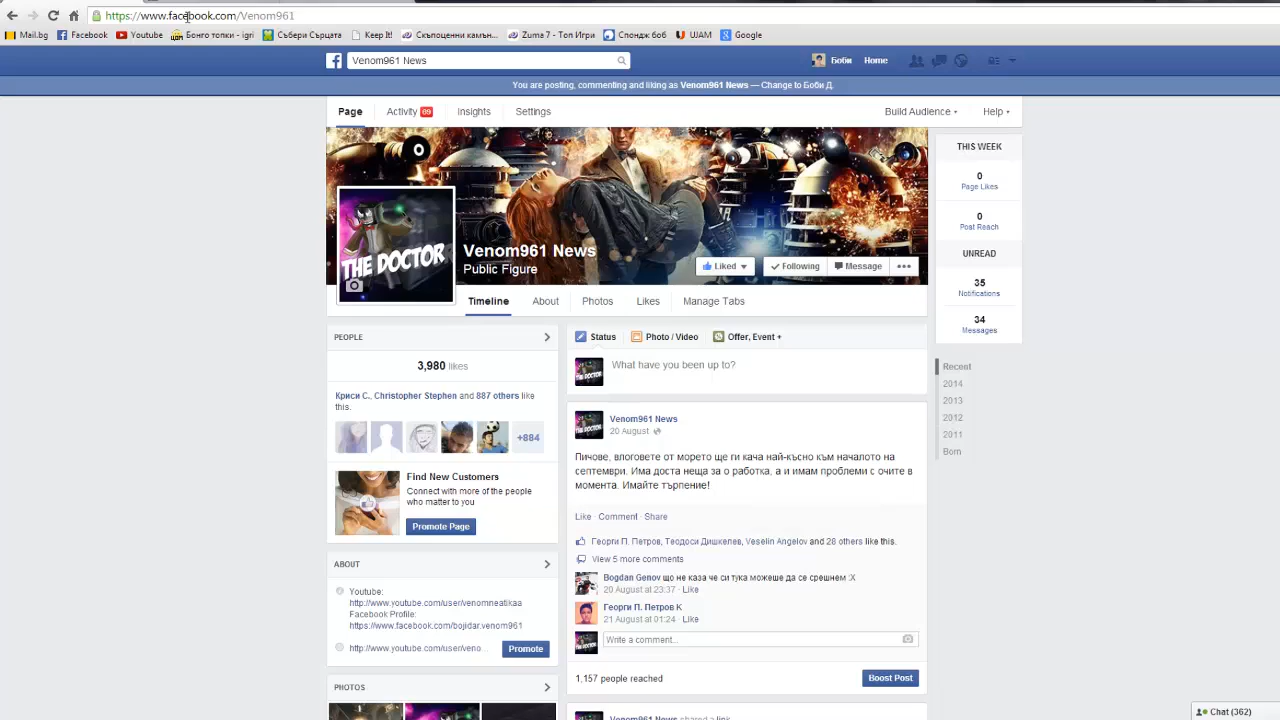 https://www.facebook.com/Venom961
Mail.bg
Facebook
Youtube
Бонго топки - igri
Събери Сърцата
Keep It!
Скъпоценни камън...
Zuma 7 - Топ Игри
Спондж боб
ШАМ
Google
Venom961 News
Боби
Home
You are posting, commenting and liking as Venom961 News — Change to Боби Д.
Page
Activity 89
Insights
Settings
Build Audience
Help
THE DOCTOR
Venom961 News
Public Figure
Liked
Following
Message
Timeline
About
Photos
Likes
Manage Tabs
THIS WEEK
0
Page Likes
0
Post Reach
UNREAD
35
Notifications
34
Messages
Recent
2014
2013
2012
2011
Born
PEOPLE
3,980 likes
Криси С., Christopher Stephen and 887 others like
this.
+884
Find New Customers
Connect with more of the people
who matter to you
Promote Page
ABOUT
Youtube:
http://www.youtube.com/user/venomneatikaa
Facebook Profile:
https://www.facebook.com/bojidar.venom961
http://www.youtube.com/user/veno...
Promote
PHOTOS
Status
Photo / Video
Offer, Event +
What have you been up to?
Venom961 News
20 August
Пичове, влоговете от морето ще ги кача най-късно към началото на
септември. Има доста неща за о работка, а и имам проблеми с очите в
момента. Имайте търпение!
Like · Comment · Share
Георги П. Петров, Теодоси Дишкелов, Veselin Angelov and 28 others like this.
View 5 more comments
Bogdan Genov що не каза че си тука можеше да се срешнем :X
20 August at 23:37 · Like
Георги П. Петров К
21 August at 01:24 · Like
Write a comment...
1,157 people reached
Boost Post
Venom961 News shared a link.
Chat (362)